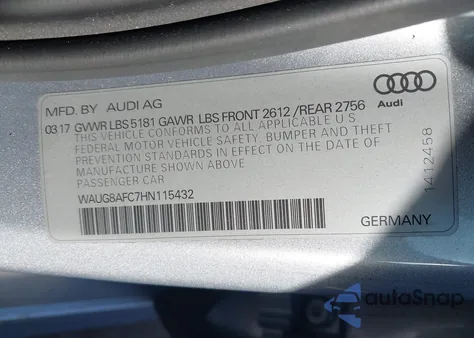 MFD. BY AUDI AG
Audi
03 17 GVWR LBS 5181 GAWR LBS FRONT 2612 /REAR 2756
THIS VEHICLE CONFORMS TO ALL APPLICABLE U S
FEDERAL MOTOR VEHICLE SAFETY, BUMPER AND THEFT
PREVENTION STANDARDS IN EFFECT ON THE DATE OF
MANUFACTURE SHOWN ABOVE
PASSENGER CAR
WAUG8AFC7HN115432
1412458
GERMANY
autoSnap